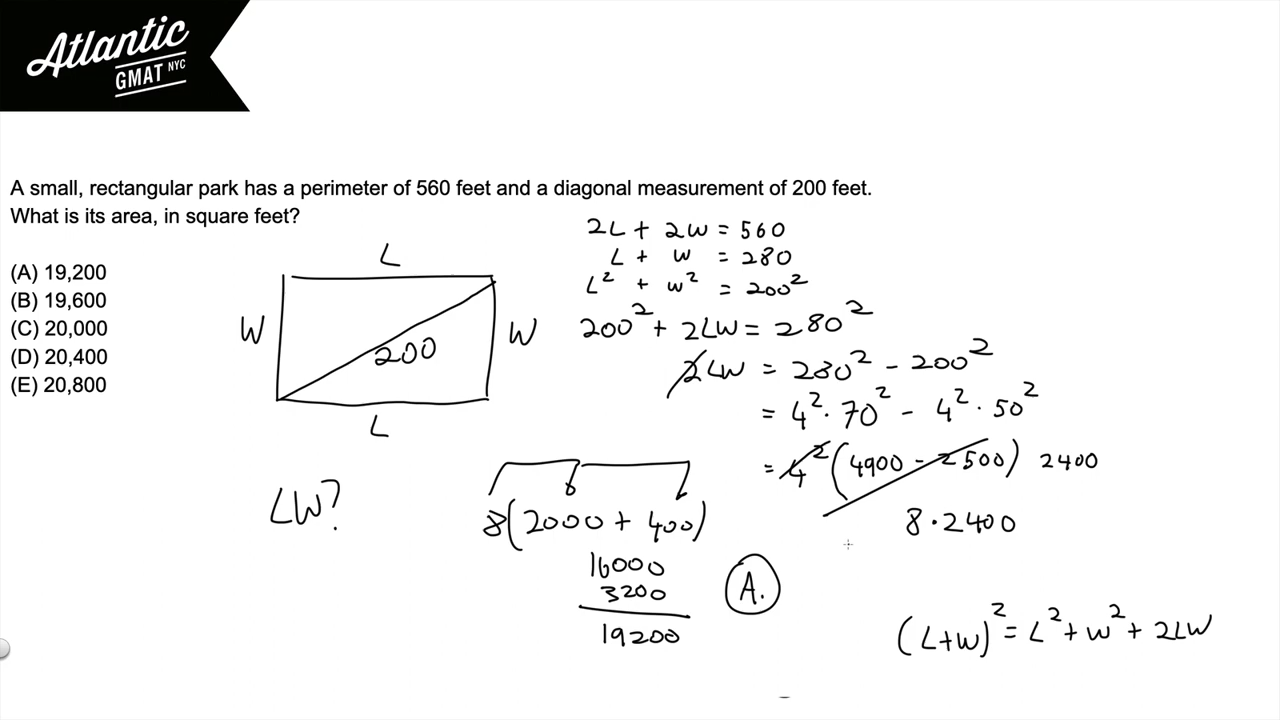 Atlantic
GMAT NYC
A small, rectangular park has a perimeter of 560 feet and a diagonal measurement of 200 feet.
What is its area, in square feet?
(A) 19,200
(B) 19,600
(C) 20,000
(D) 20,400
(E) 20,800
L
W
200
W
L
LW?
2L + 2W = 560
L + W = 280
L² + W² = 200²
200² + 2LW = 280²
2LW = 280² - 200²
= 4² · 70² - 4² · 50²
= 4² (4900 - 2500) 2400
8 · 2400
8(2000 + 400)
16000
3200
19200
A.
(L+W)² = L² + W² + 2LW